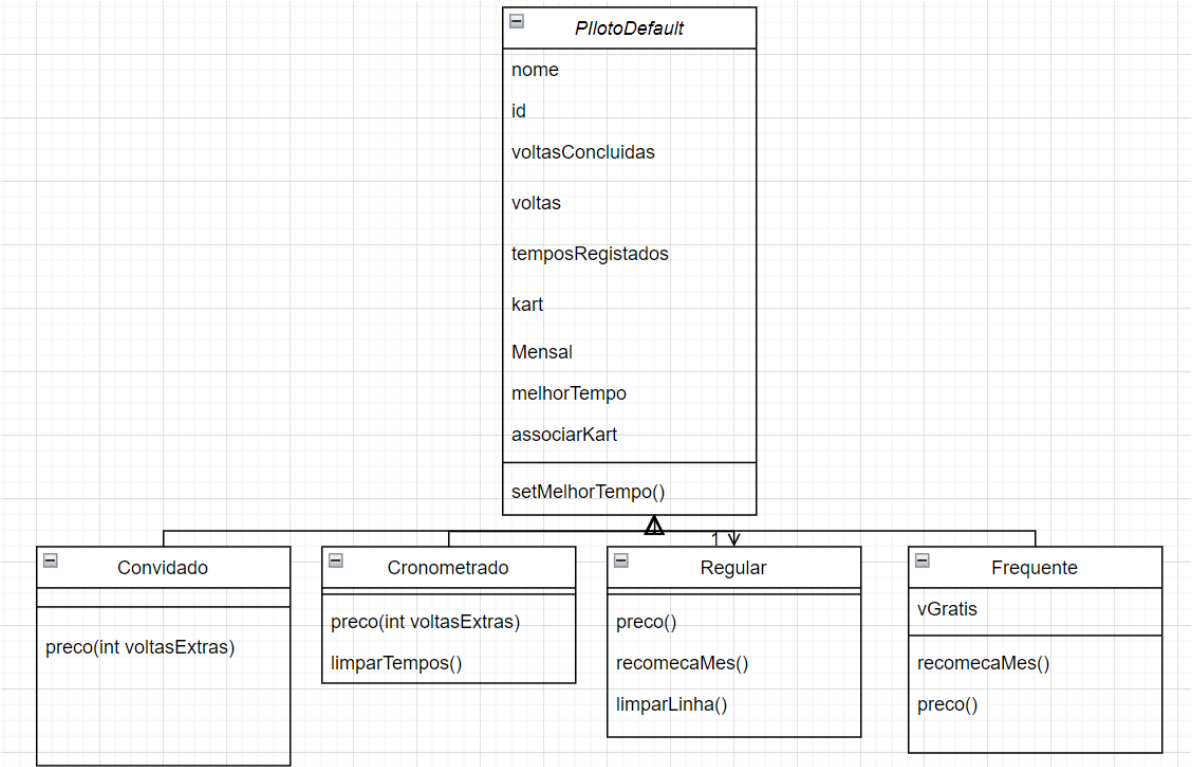 PIlotoDefault
nome
id
voltasConcluidas
voltas
temposRegistados
kart
Mensal
melhorTempo
associarKart
setMelhorTempo()
1
Convidado
preco(int voltasExtras)
Cronometrado
preco(int voltasExtras)
limparTempos()
Regular
preco()
recomecaMes()
limparLinha()
Frequente
vGratis
recomecaMes()
preco()